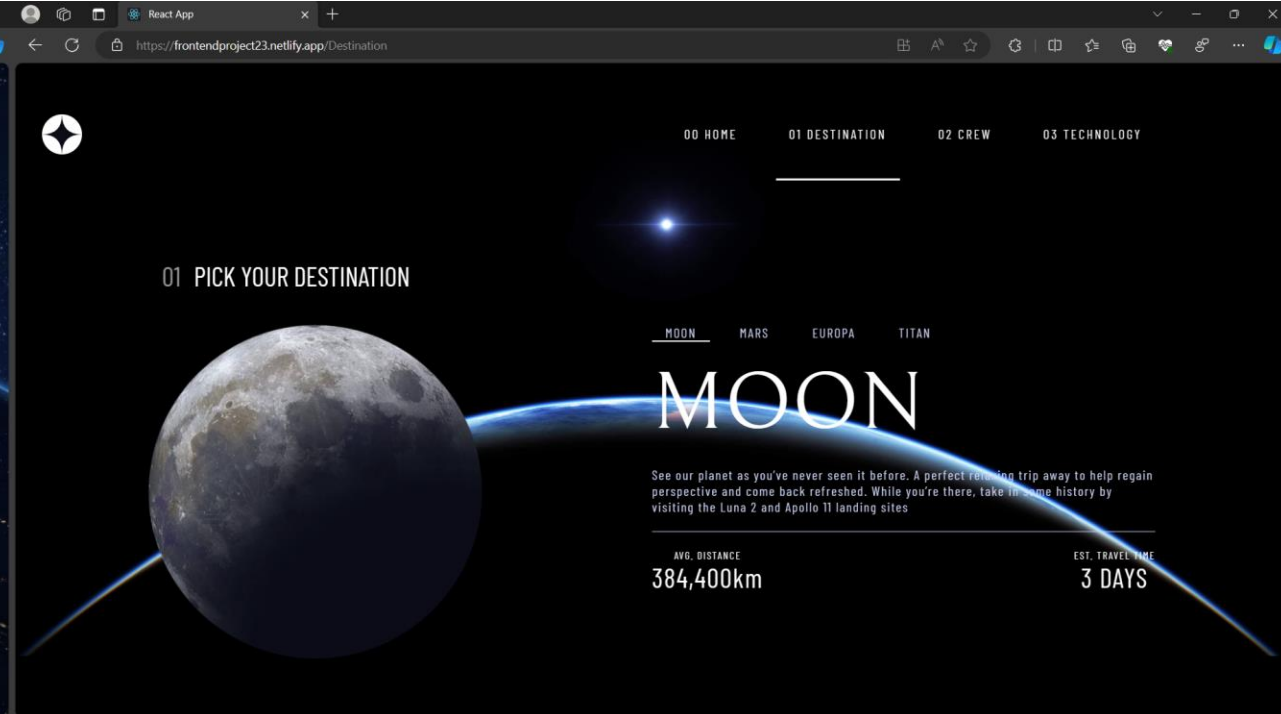 React App
https://frontendproject23.netlify.app/Destination
00 HOME 01 DESTINATION 02 CREW 03 TECHNOLOGY
01 PICK YOUR DESTINATION
MOON MARS EUROPA TITAN
MOON
See our planet as you've never seen it before. A perfect relaxing trip away to help regain
perspective and come back refreshed. While you're there, take in some history by
visiting the Luna 2 and Apollo 11 landing sites
AVG. DISTANCE
384,400km
EST. TRAVEL TIME
3 DAYS